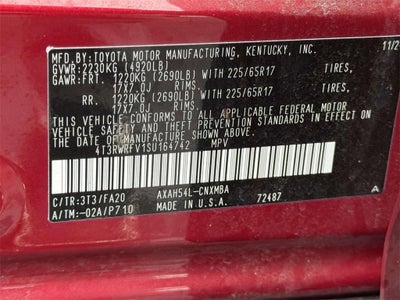 MFD.BY:TOYOTA MOTOR MANUFACTURING, KENTUCKY, INC. 11/2
GVWR:2230KG (4920LB)
GAWR:FRT. 1220KG (2690LB) WITH 225/65R17 TIRES,
17X7.0J RIMS,
RR. 1220KG (2690LB) WITH 225/65R17 TIRES,
17X7.0J RIMS,
THIS VEHICLE CONFORMS TO ALL APPLICABLE FEDERAL MOTOR
VEHICLE SAFETY AND THEFT PREVENTION STANDARDS IN EFFECT ON
THE DATE OF MANUFACTURE SHOWN ABOVE.
4T3RWRFV1SU164742 MPV
C/TR:3T3/FA20 AXAH54L-CNXMBA A
A/TM:-02A/P710 MADE IN U.S.A. 72487